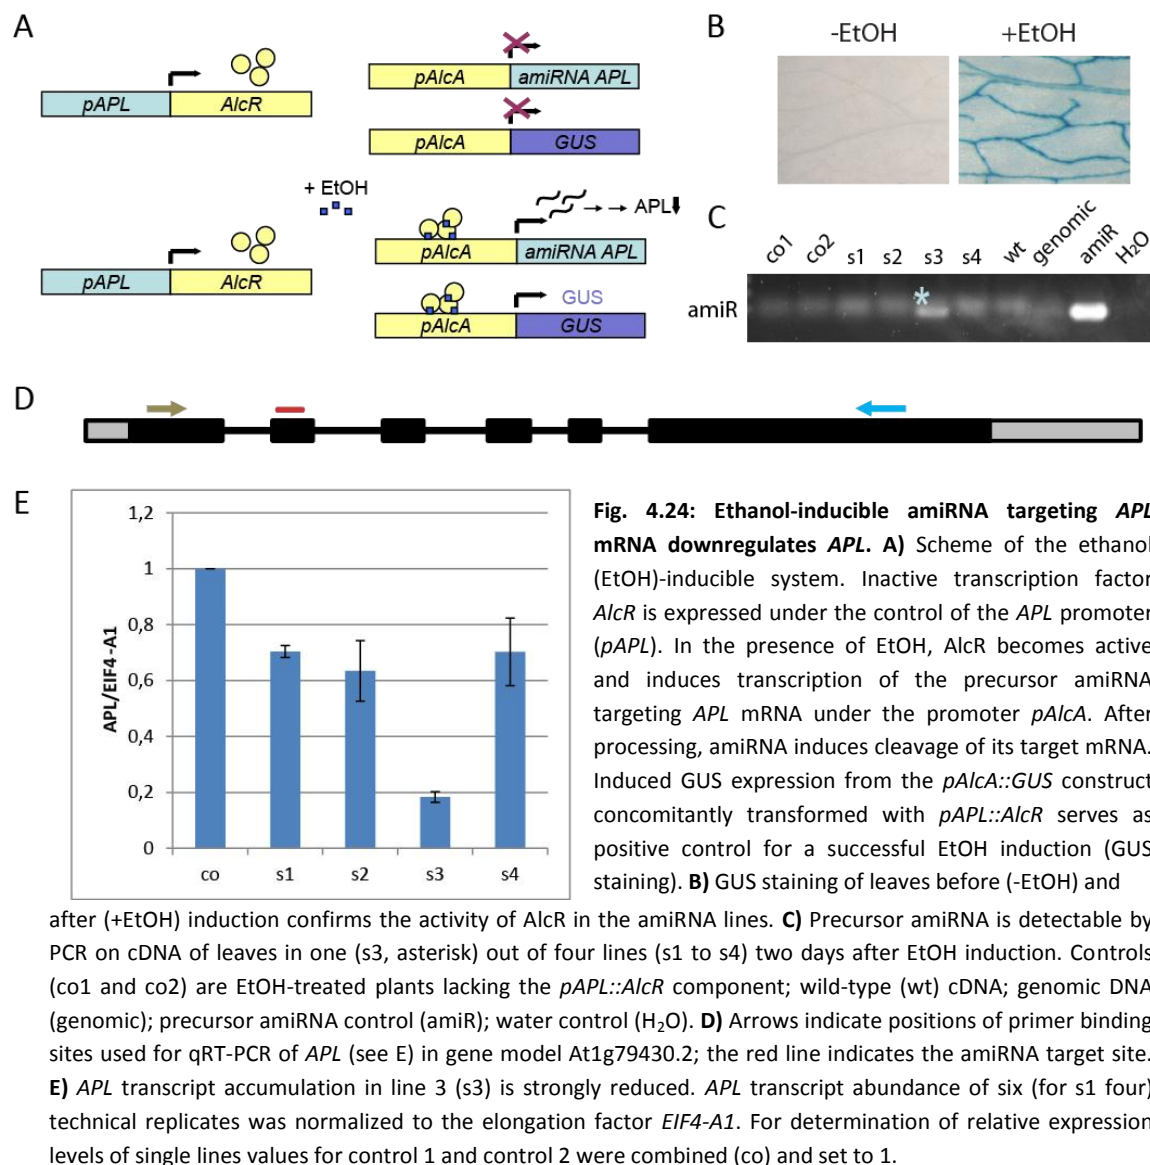 A
B
-EtOH
+EtOH
pAPL
AlcR
pAlcA
amiRNA APL
pAlcA
GUS
+ EtOH
APL
pAPL
AlcR
pAlcA
amiRNA APL
GUS
pAlcA
GUS
C
co1 co2 s1 s2 s3 s4 wt genomic amiR H₂O
*
amiR
D
E
1,2
1
0,8
0,6
0,4
0,2
0
APL/EIF4-A1
co s1 s2 s3 s4
Fig. 4.24: Ethanol-inducible amiRNA targeting APL
mRNA downregulates APL. A) Scheme of the ethanol
(EtOH)-inducible system. Inactive transcription factor
AlcR is expressed under the control of the APL promoter
(pAPL). In the presence of EtOH, AlcR becomes active
and induces transcription of the precursor amiRNA
targeting APL mRNA under the promoter pAlcA. After
processing, amiRNA induces cleavage of its target mRNA.
Induced GUS expression from the pAlcA::GUS construct
concomitantly transformed with pAPL::AlcR serves as
positive control for a successful EtOH induction (GUS
staining). B) GUS staining of leaves before (-EtOH) and
after (+EtOH) induction confirms the activity of AlcR in the amiRNA lines. C) Precursor amiRNA is detectable by
PCR on cDNA of leaves in one (s3, asterisk) out of four lines (s1 to s4) two days after EtOH induction. Controls
(co1 and co2) are EtOH-treated plants lacking the pAPL::AlcR component; wild-type (wt) cDNA; genomic DNA
(genomic); precursor amiRNA control (amiR); water control (H₂O). D) Arrows indicate positions of primer binding
sites used for qRT-PCR of APL (see E) in gene model At1g79430.2; the red line indicates the amiRNA target site.
E) APL transcript accumulation in line 3 (s3) is strongly reduced. APL transcript abundance of six (for s1 four)
technical replicates was normalized to the elongation factor EIF4-A1. For determination of relative expression
levels of single lines values for control 1 and control 2 were combined (co) and set to 1.